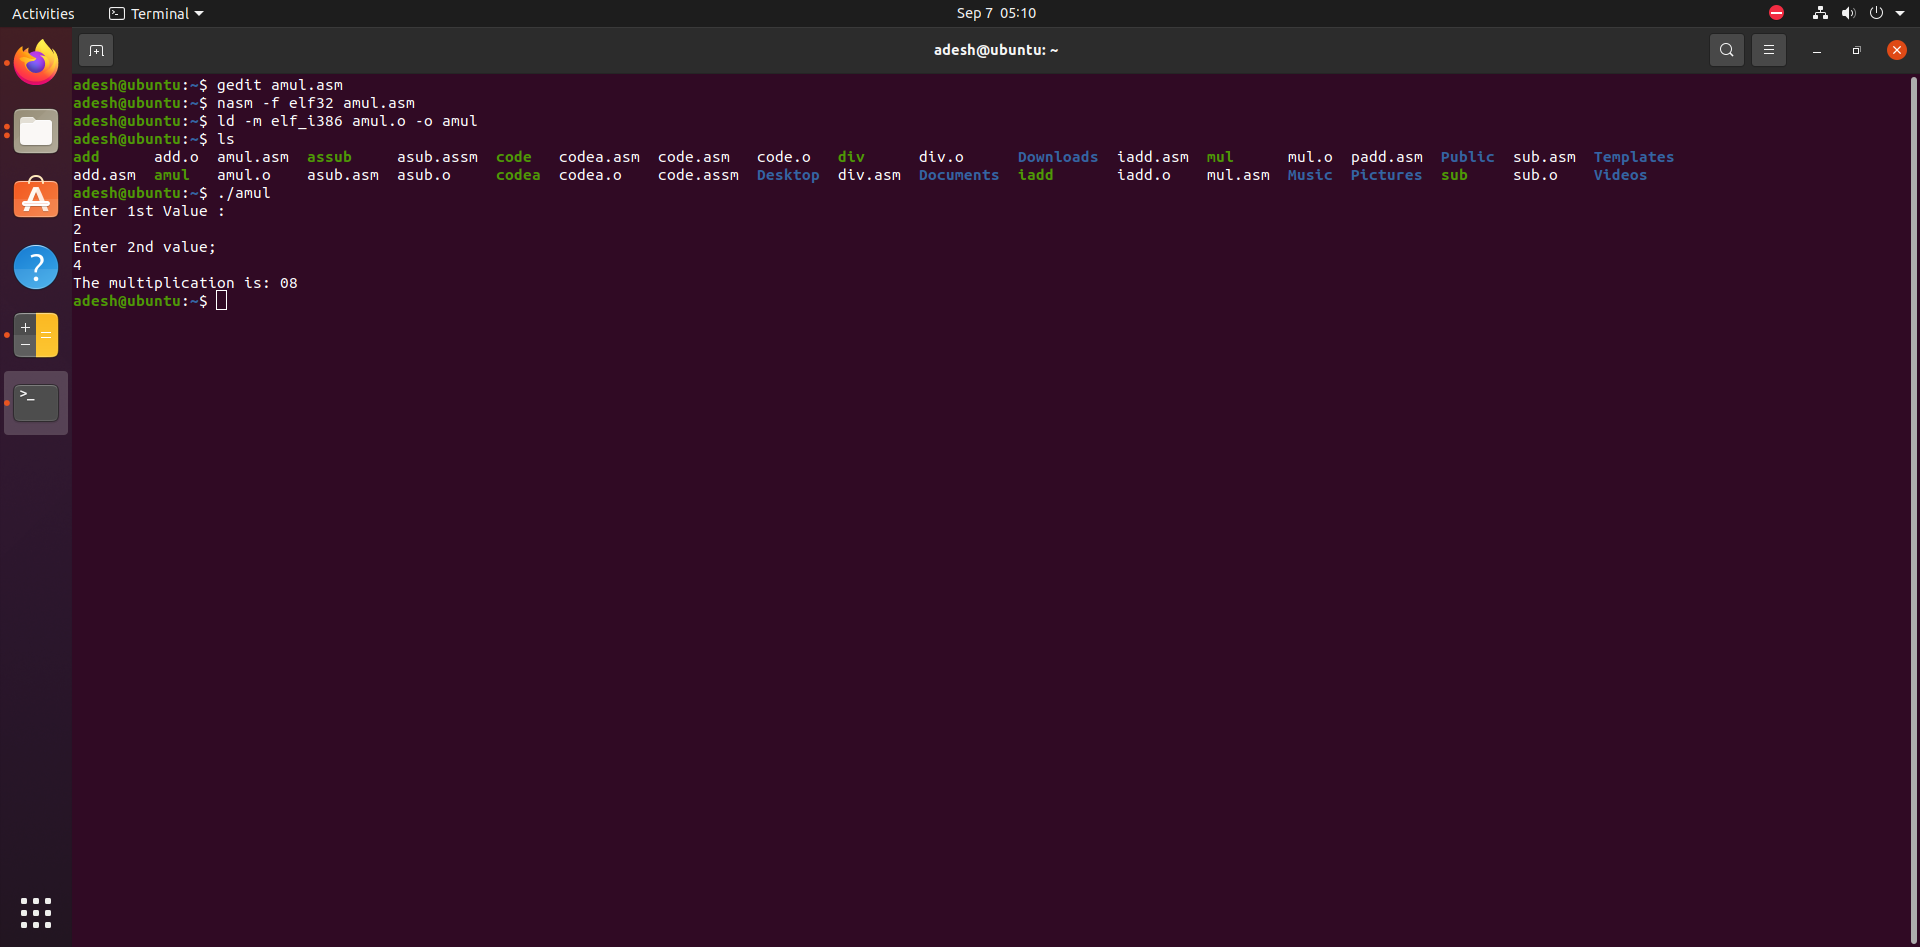 Activities Terminal Sep 7 05:10
adesh@ubuntu: ~
adesh@ubuntu:~$ gedit amul.asm
adesh@ubuntu:~$ nasm -f elf32 amul.asm
adesh@ubuntu:~$ ld -m elf_i386 amul.o -o amul
adesh@ubuntu:~$ ls
add add.o amul.asm assub asub.assm code codea.asm code.asm code.o div div.o Downloads iadd.asm mul mul.o padd.asm Public sub.asm Templates
add.asm amul amul.o asub.asm asub.o codea codea.o code.assm Desktop div.asm Documents iadd iadd.o mul.asm Music Pictures sub sub.o Videos
adesh@ubuntu:~$ ./amul
Enter 1st Value :
2
Enter 2nd value;
4
The multiplication is: 08
adesh@ubuntu:~$